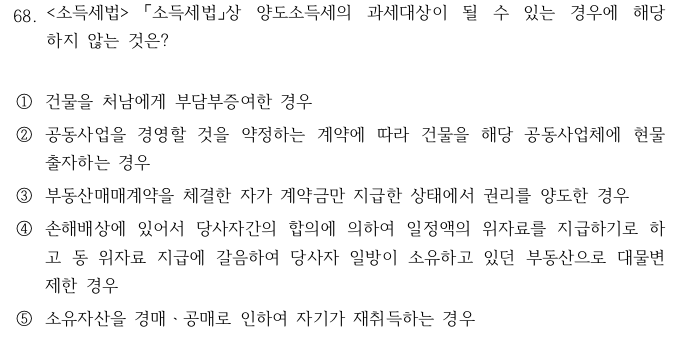 68. <소득세법> 「소득세법」상 양도소득세의 과세대상이 될 수 있는 경우에 해당
하지 않는 것은?
① 건물을 처남에게 부담부증여한 경우
② 공동사업을 경영할 것을 약정하는 계약에 따라 건물을 해당 공동사업체에 현물
출자하는 경우
③ 부동산매매계약을 체결한 자가 계약금만 지급한 상태에서 권리를 양도한 경우
④ 손해배상에 있어서 당사자간의 합의에 의하여 일정액의 위자료를 지급하기로 하
고 동 위자료 지급에 갈음하여 당사자 일방이 소유하고 있던 부동산으로 대물변
제한 경우
⑤ 소유자산을 경매ㆍ공매로 인하여 자기가 재취득하는 경우